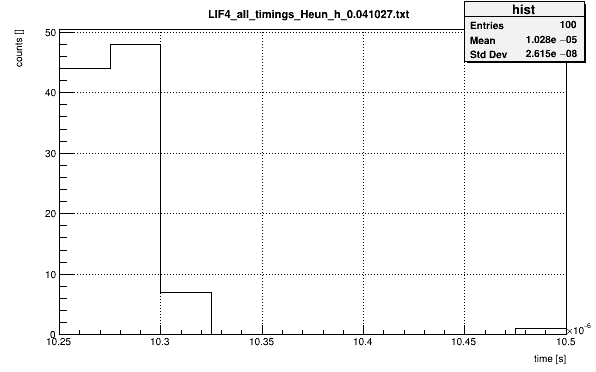 LIF4_all_timings_Heun_h_0.041027.txt
hist
Entries 100
Mean 1.028e −05
Std Dev 2.615e −08
counts []
50
40
30
20
10
0
10.25 10.3 10.35 10.4 10.45 10.5
×10^−6
time [s]